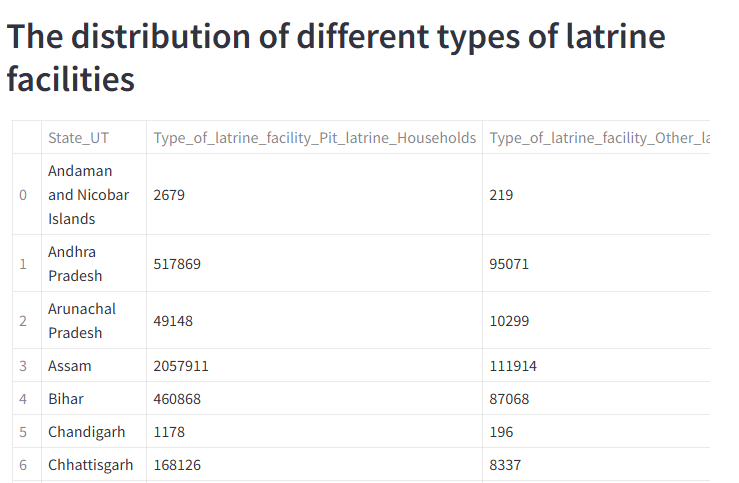 The distribution of different types of latrine
facilities
State_UT Type_of_latrine_facility_Pit_latrine_Households Type_of_latrine_facility_Other_la
0 Andaman and Nicobar Islands 2679 219
1 Andhra Pradesh 517869 95071
2 Arunachal Pradesh 49148 10299
3 Assam 2057911 111914
4 Bihar 460868 87068
5 Chandigarh 1178 196
6 Chhattisgarh 168126 8337